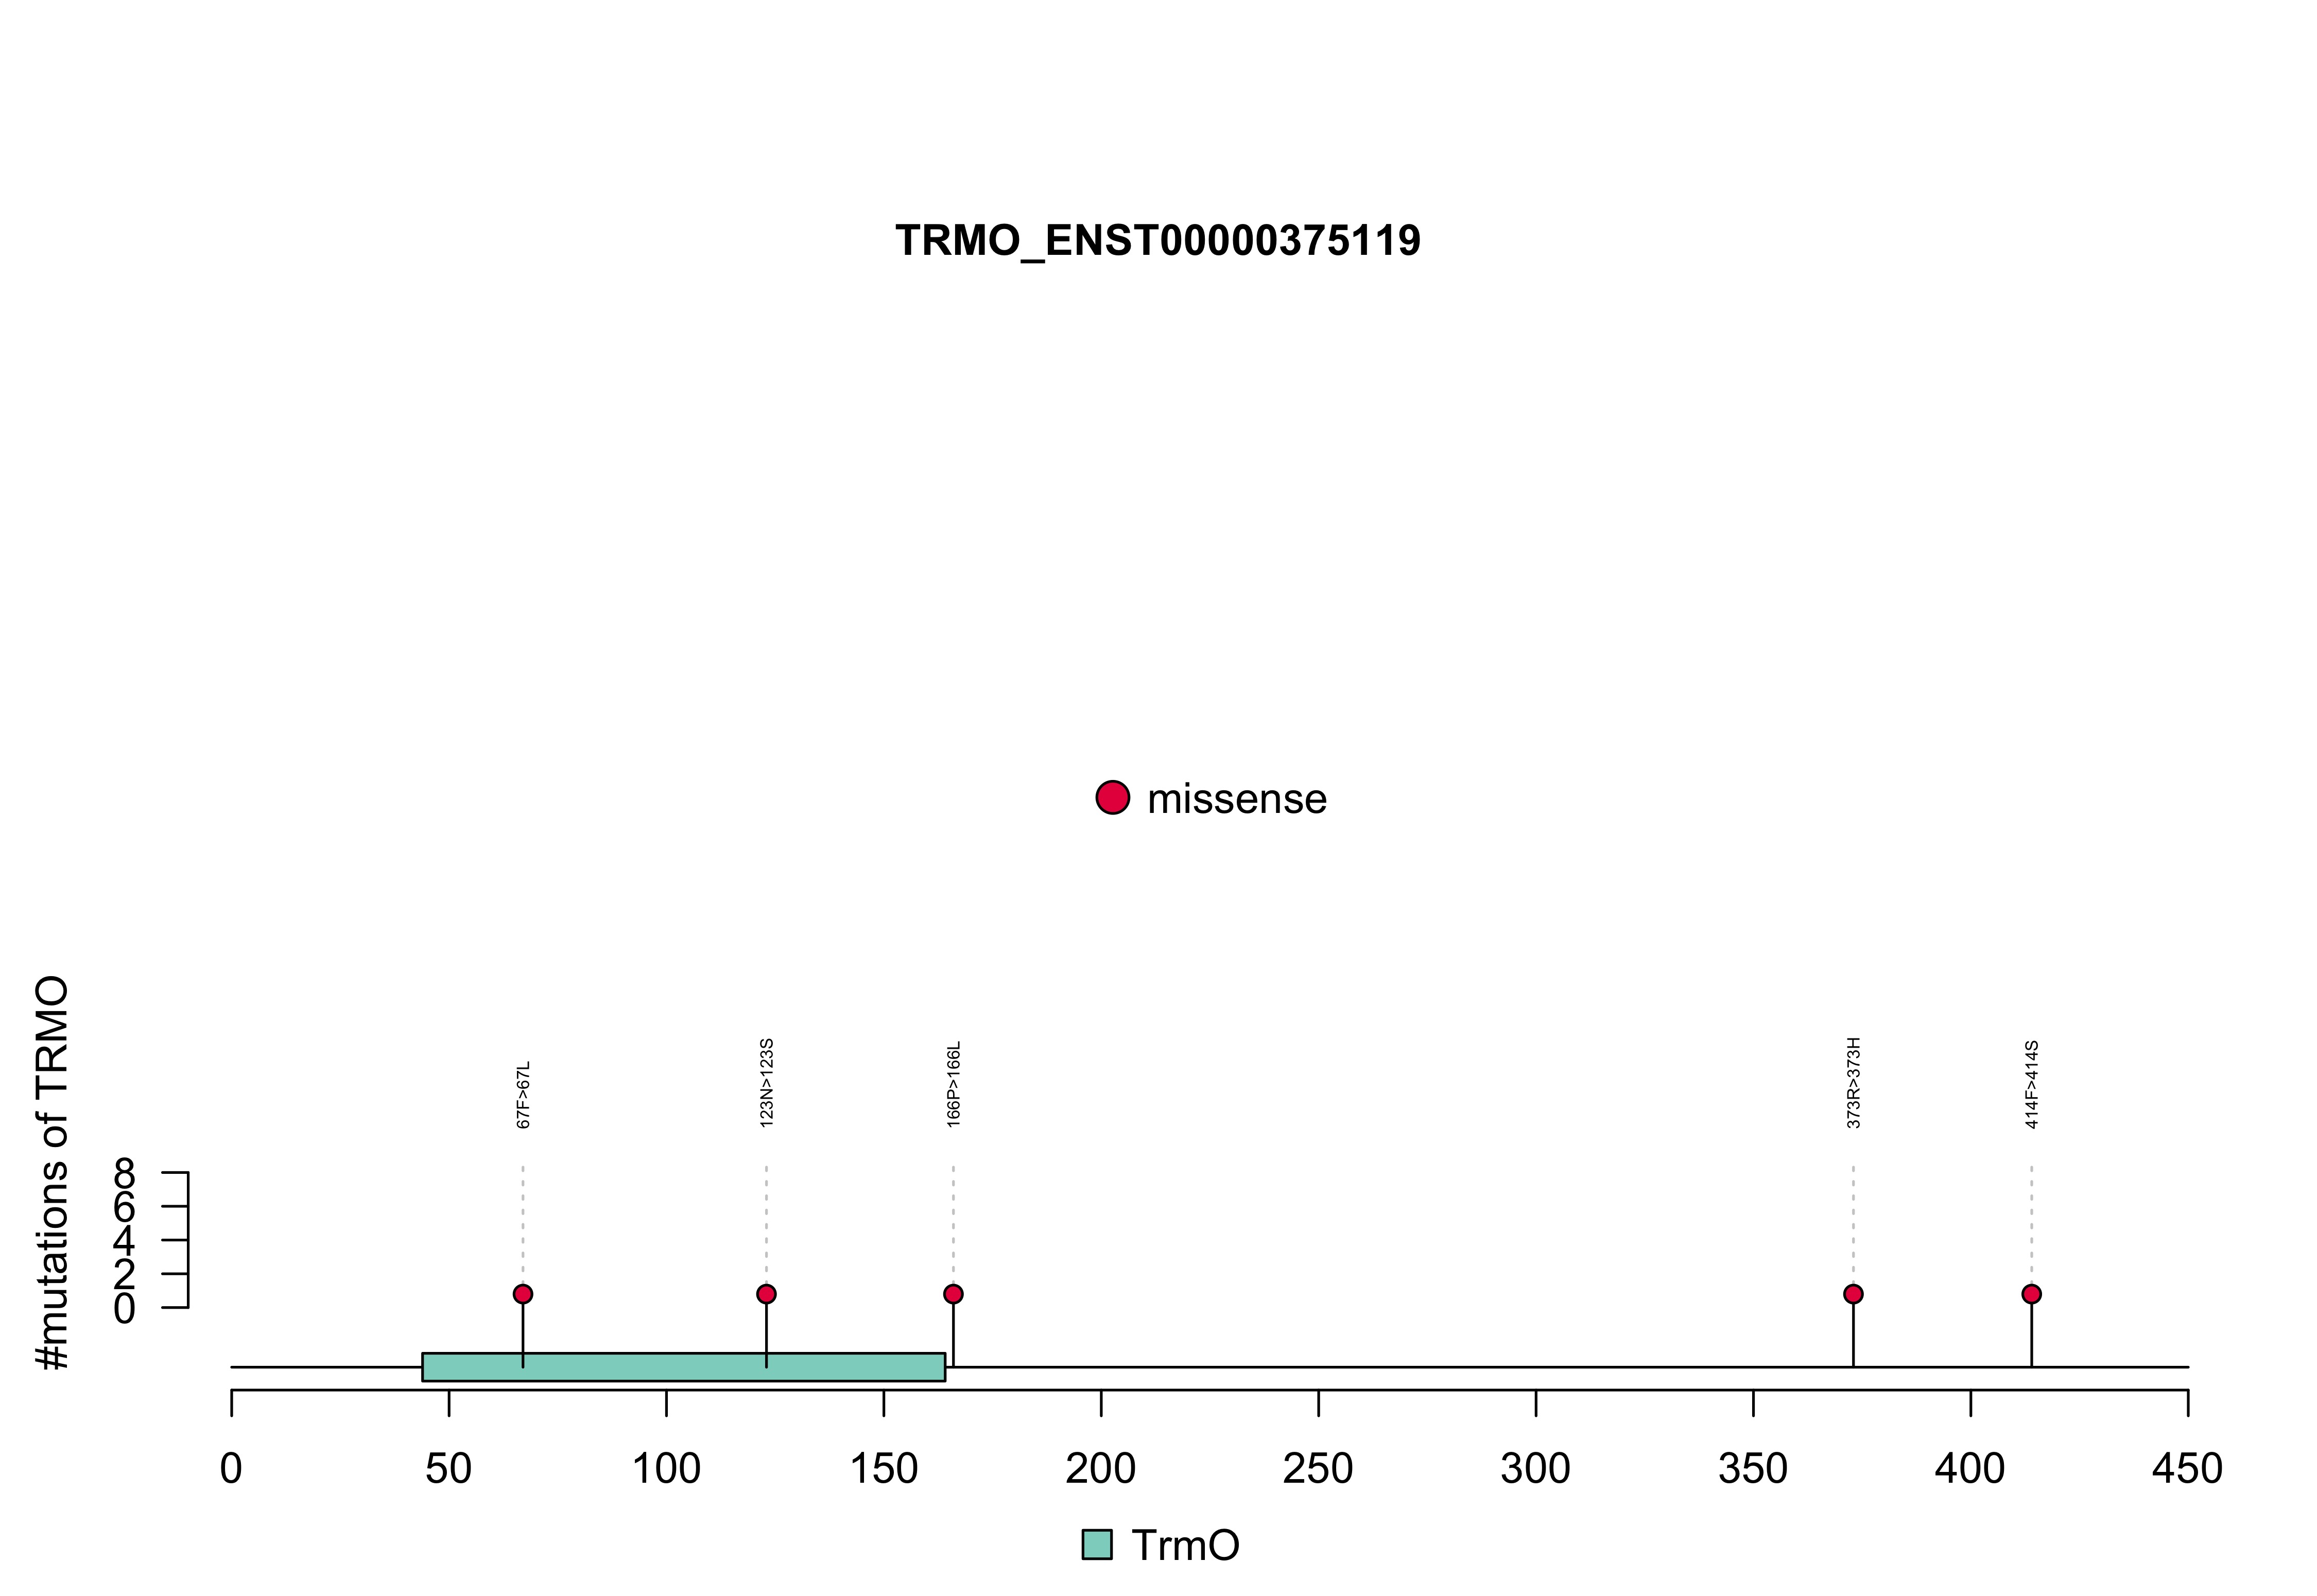 TRMO_ENST00000375119
missense
#mutations of TRMO
67F>67L
123N>123S
166P>166L
373R>373H
414F>414S
8
6
4
2
0
0 50 100 150 200 250 300 350 400 450
TrmO